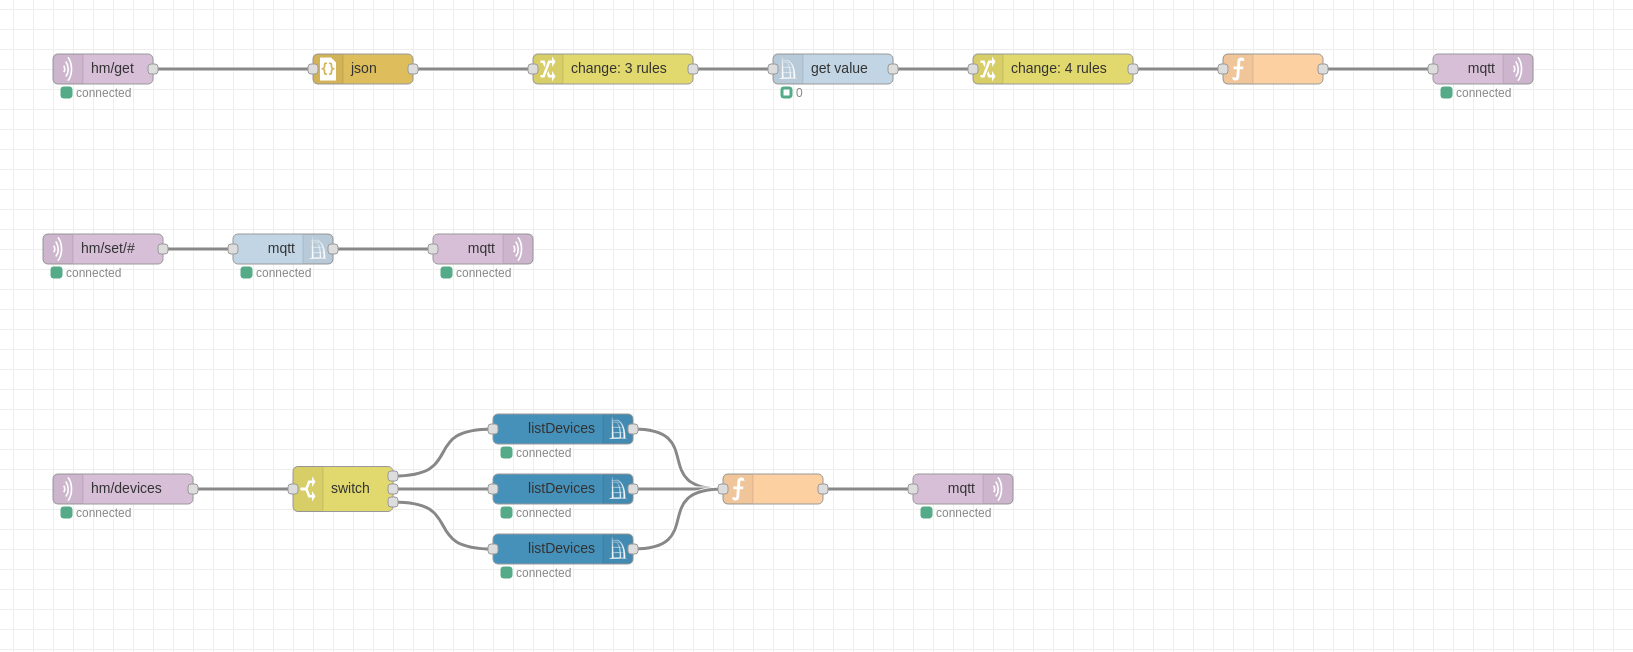 hm/get
json
change: 3 rules
get value
change: 4 rules
mqtt
connected
0
connected
hm/set/#
mqtt
mqtt
connected
connected
connected
listDevices
connected
hm/devices
switch
listDevices
mqtt
connected
connected
connected
listDevices
connected